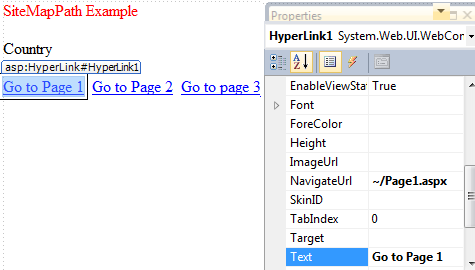 SiteMapPath Example
Country
asp:HyperLink#HyperLink1
Go to Page 1 Go to Page 2 Go to page 3
Properties
HyperLink1 System.Web.UI.WebCor
EnableViewStat True
Font
ForeColor
Height
ImageUrl
NavigateUrl ~/Page1.aspx
SkinID
TabIndex 0
Target
Text Go to Page 1